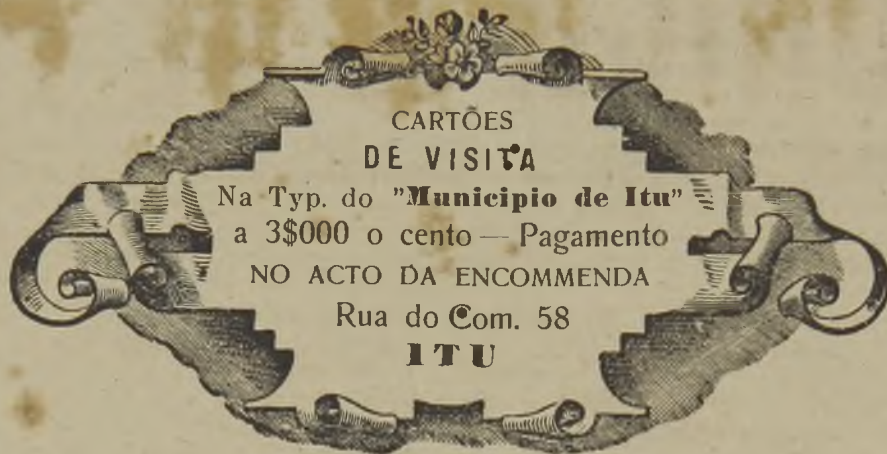 CARTÕES
DE VISITA
Na Typ. do "Municipio de Itu"
a 3$000 o cento — Pagamento
NO ACTO DA ENCOMMENDA
Rua do Com. 58
ITU